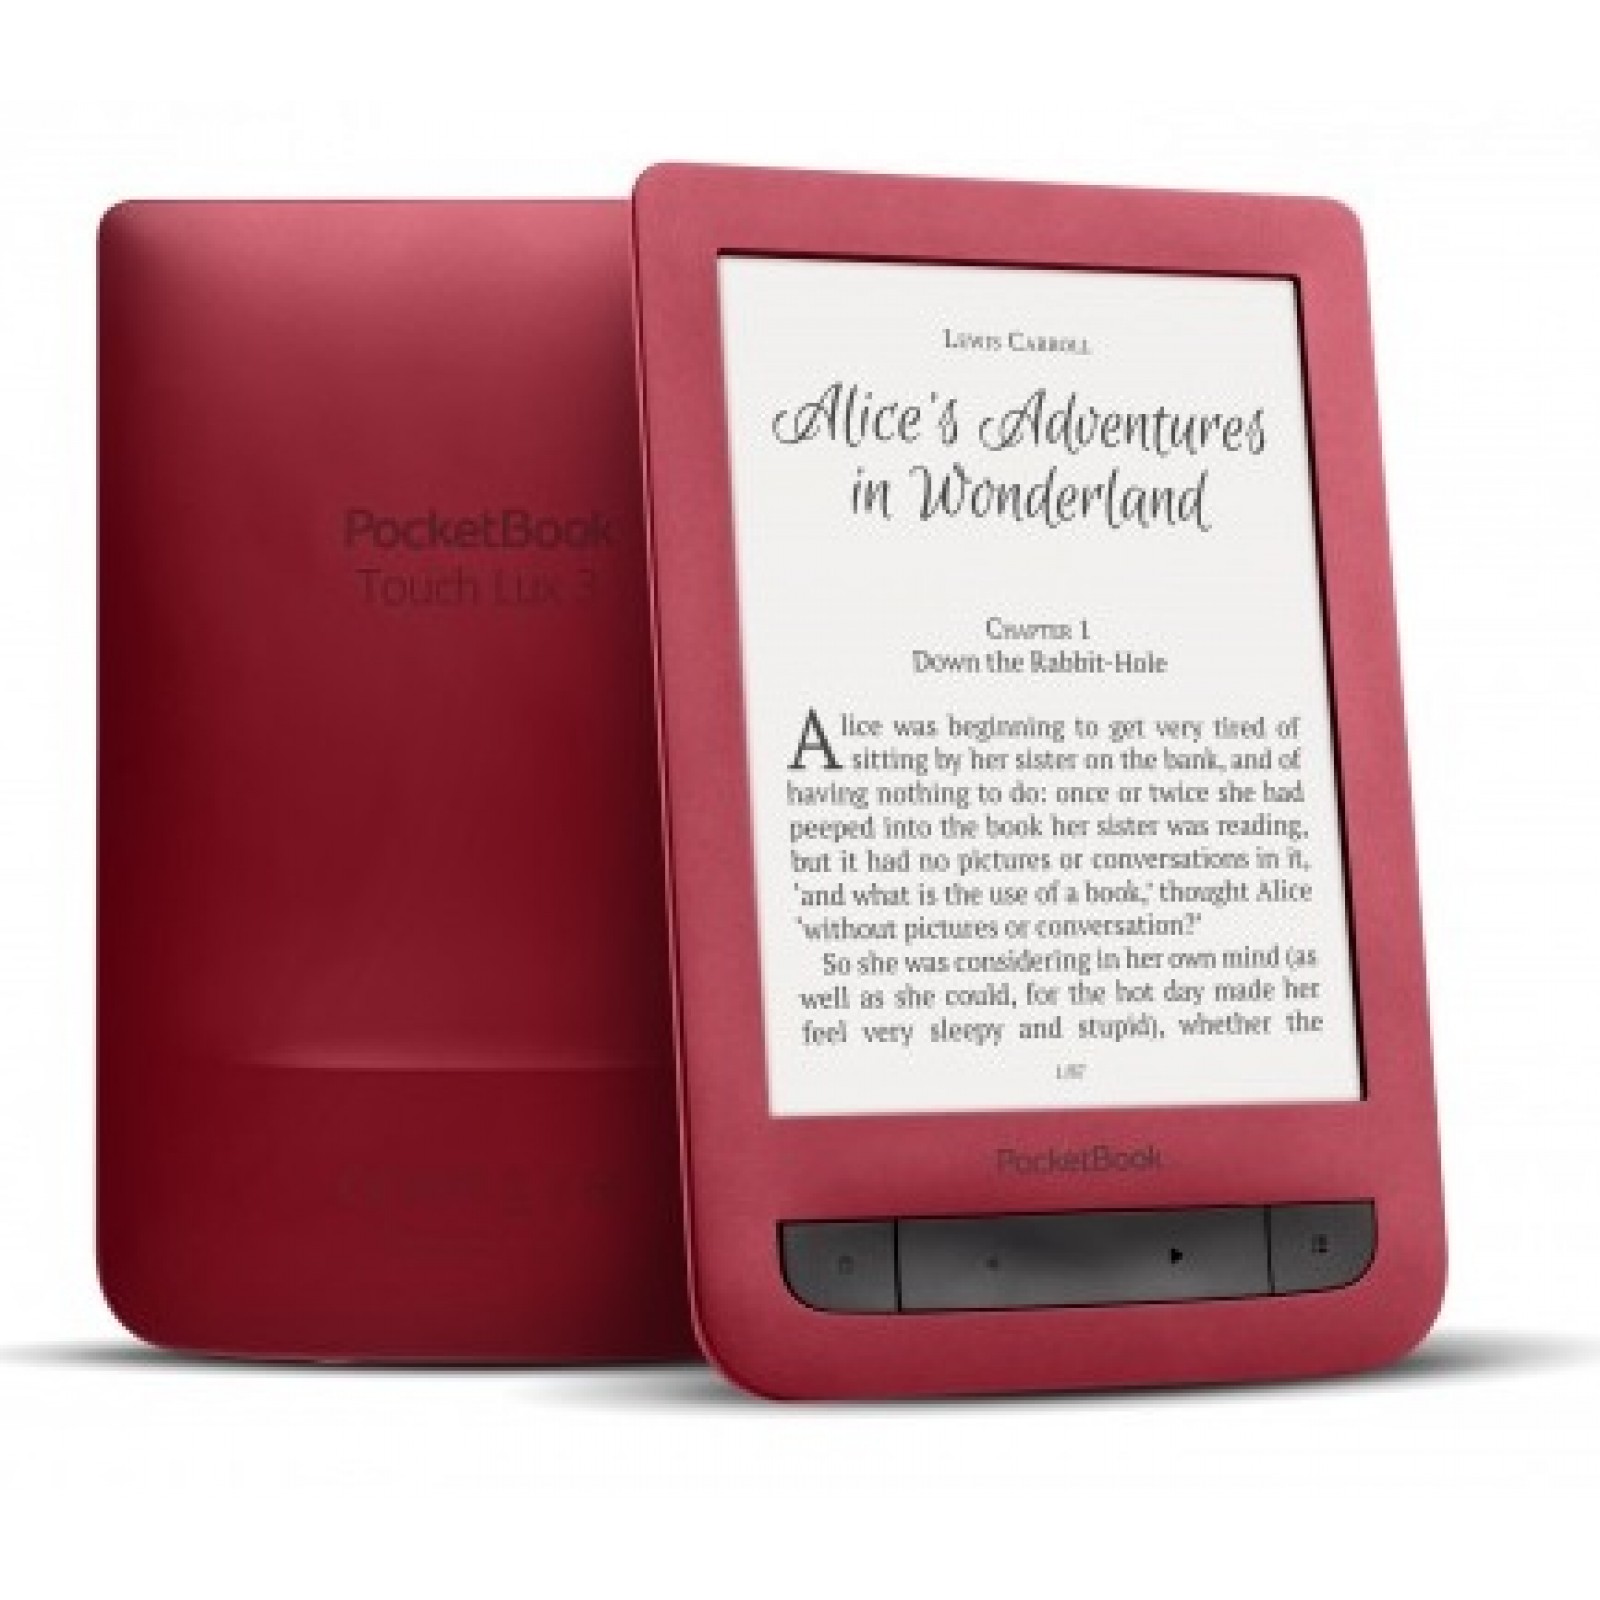 PocketBook
Touch Lux 3
LEWIS CARROLL
Alice's Adventures
in Wonderland
CHAPTER 1
Down the Rabbit-Hole
Alice was beginning to get very tired of
sitting by her sister on the bank, and of
having nothing to do: once or twice she had
peeped into the book her sister was reading,
but it had no pictures or conversations in it,
'and what is the use of a book,' thought Alice
'without pictures or conversation?'
So she was considering in her own mind (as
well as she could, for the hot day made her
feel very sleepy and stupid), whether the
PocketBook